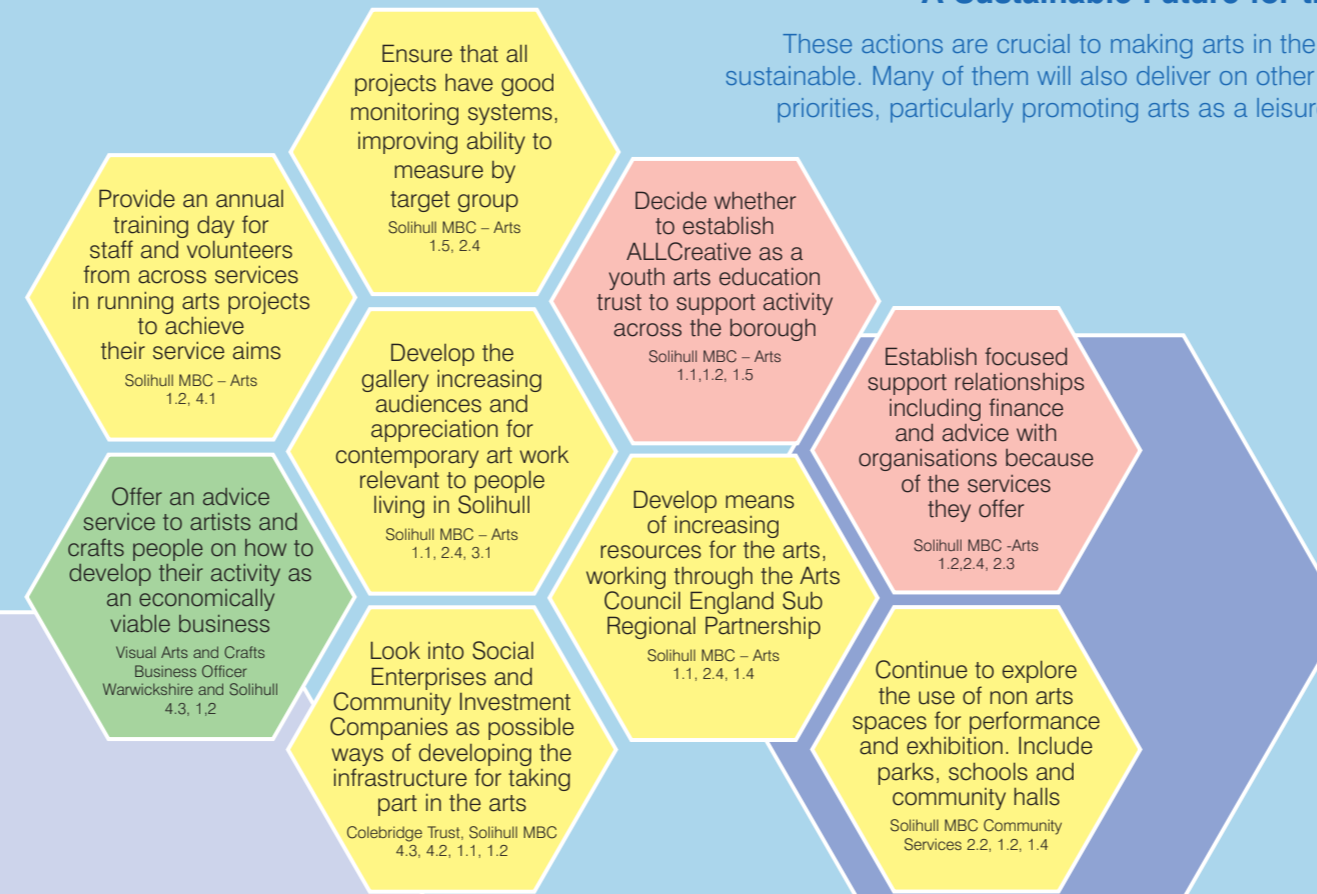 A Sustainable Future for th
These actions are crucial to making arts in the
sustainable. Many of them will also deliver on other
priorities, particularly promoting arts as a leisur
Ensure that all
projects have good
monitoring systems,
improving ability to
measure by
target group
Solihull MBC – Arts
1.5, 2.4
Provide an annual
training day for
staff and volunteers
from across services
in running arts projects
to achieve
their service aims
Solihull MBC – Arts
1.2, 4.1
Decide whether
to establish
ALLCreative as a
youth arts education
trust to support activity
across the borough
Solihull MBC – Arts
1.1,1.2, 1.5
Develop the
gallery increasing
audiences and
appreciation for
contemporary art work
relevant to people
living in Solihull
Solihull MBC – Arts
1.1, 2.4, 3.1
Establish focused
support relationships
including finance
and advice with
organisations because
of the services
they offer
Solihull MBC -Arts
1.2,2.4, 2.3
Offer an advice
service to artists and
crafts people on how to
develop their activity as
an economically
viable business
Visual Arts and Crafts
Business Officer
Warwickshire and Solihull
4.3, 1,2
Develop means
of increasing
resources for the arts,
working through the Arts
Council England Sub
Regional Partnership
Solihull MBC – Arts
1.1, 2.4, 1.4
Look into Social
Enterprises and
Community Investment
Companies as possible
ways of developing the
infrastructure for taking
part in the arts
Colebridge Trust, Solihull MBC
4.3, 4.2, 1.1, 1.2
Continue to explore
the use of non arts
spaces for performance
and exhibition. Include
parks, schools and
community halls
Solihull MBC Community
Services 2.2, 1.2, 1.4